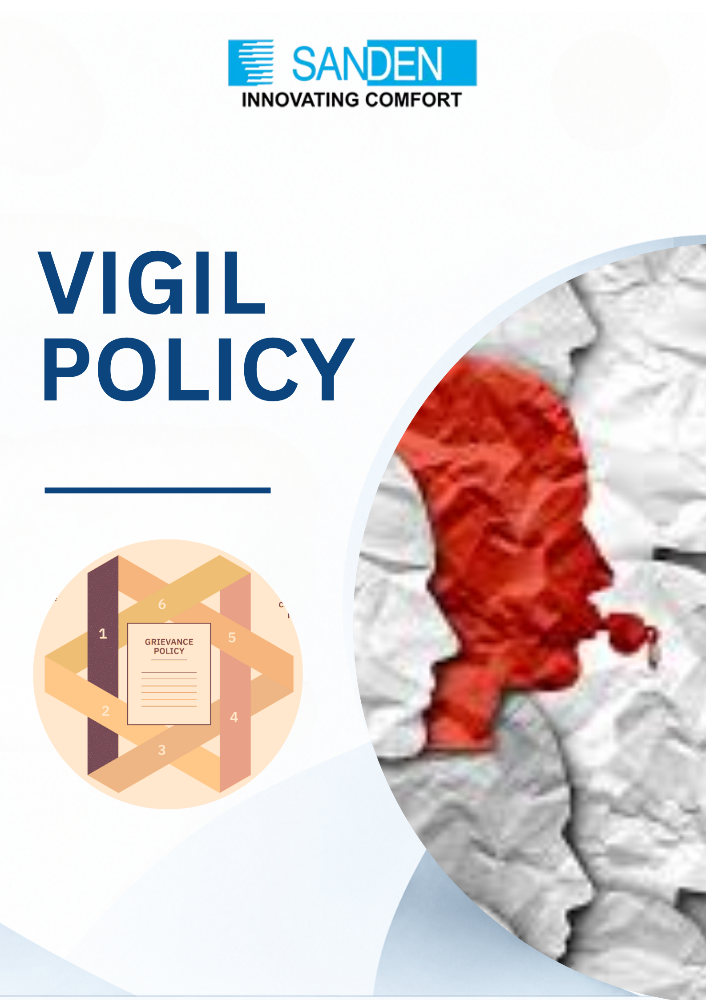 SANDEN
INNOVATING COMFORT
VIGIL
POLICY
6
1
5
GRIEVANCE
POLICY
2
4
3